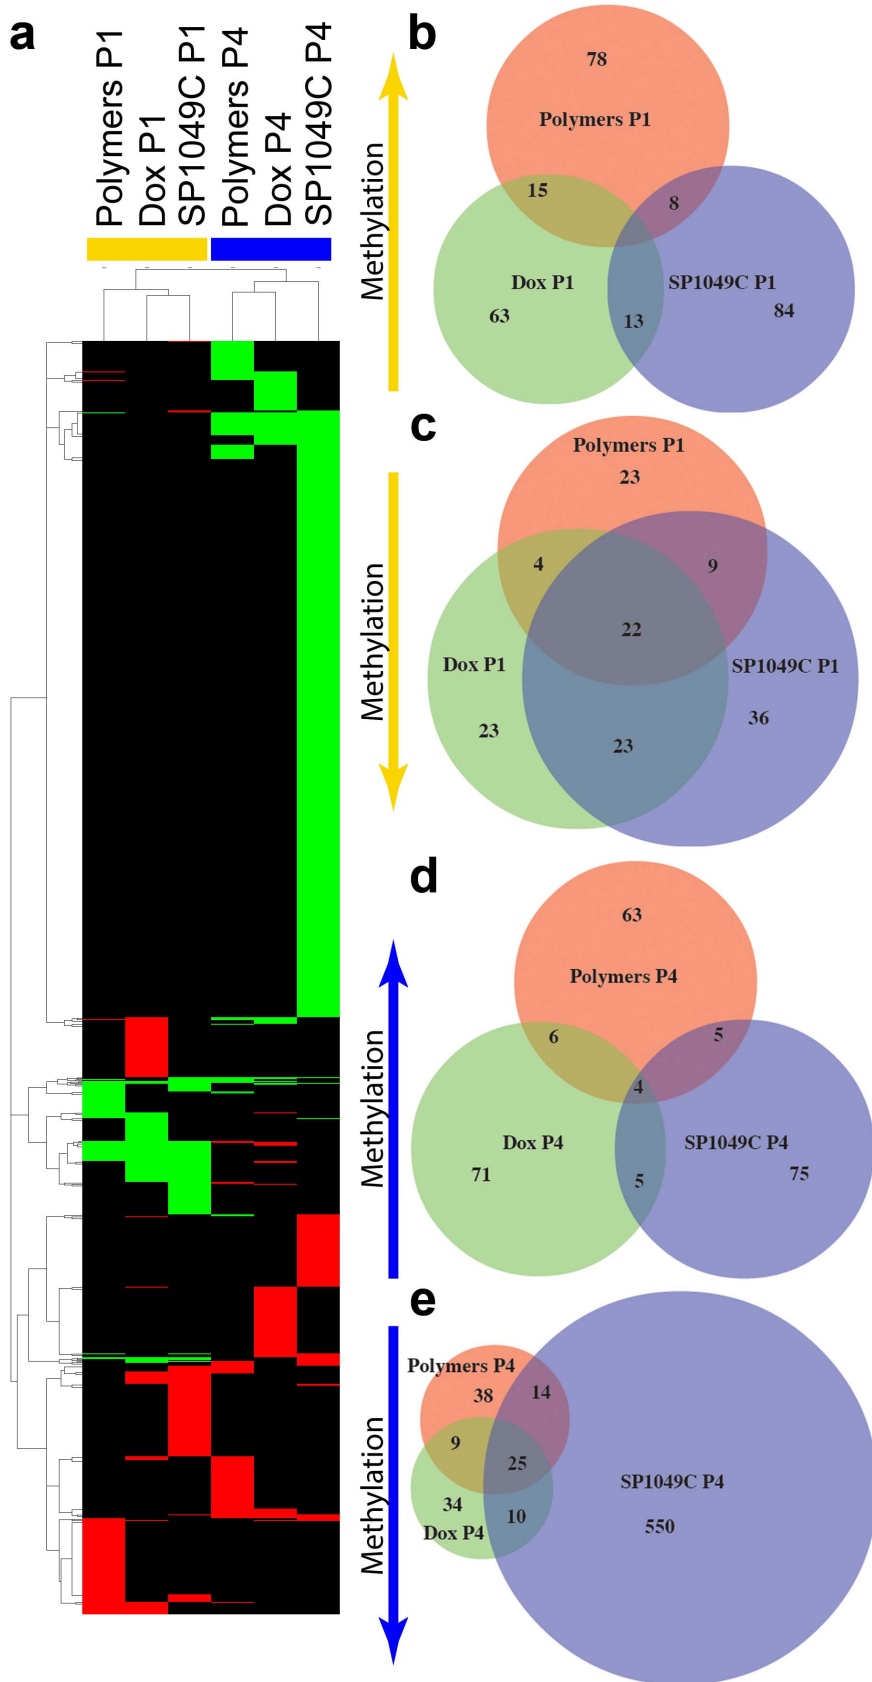 a
Polymers P1
Dox P1
SP1049C P1
Polymers P4
Dox P4
SP1049C P4
b
Methylation
78
Polymers P1
15
8
Dox P1
SP1049C P1
63
13
84
c
Methylation
Polymers P1
23
4
9
22
Dox P1
SP1049C P1
23
23
36
d
Methylation
63
Polymers P4
6
5
4
Dox P4
SP1049C P4
71
5
75
e
Methylation
Polymers P4
38
14
9
25
SP1049C P4
34
10
Dox P4
550